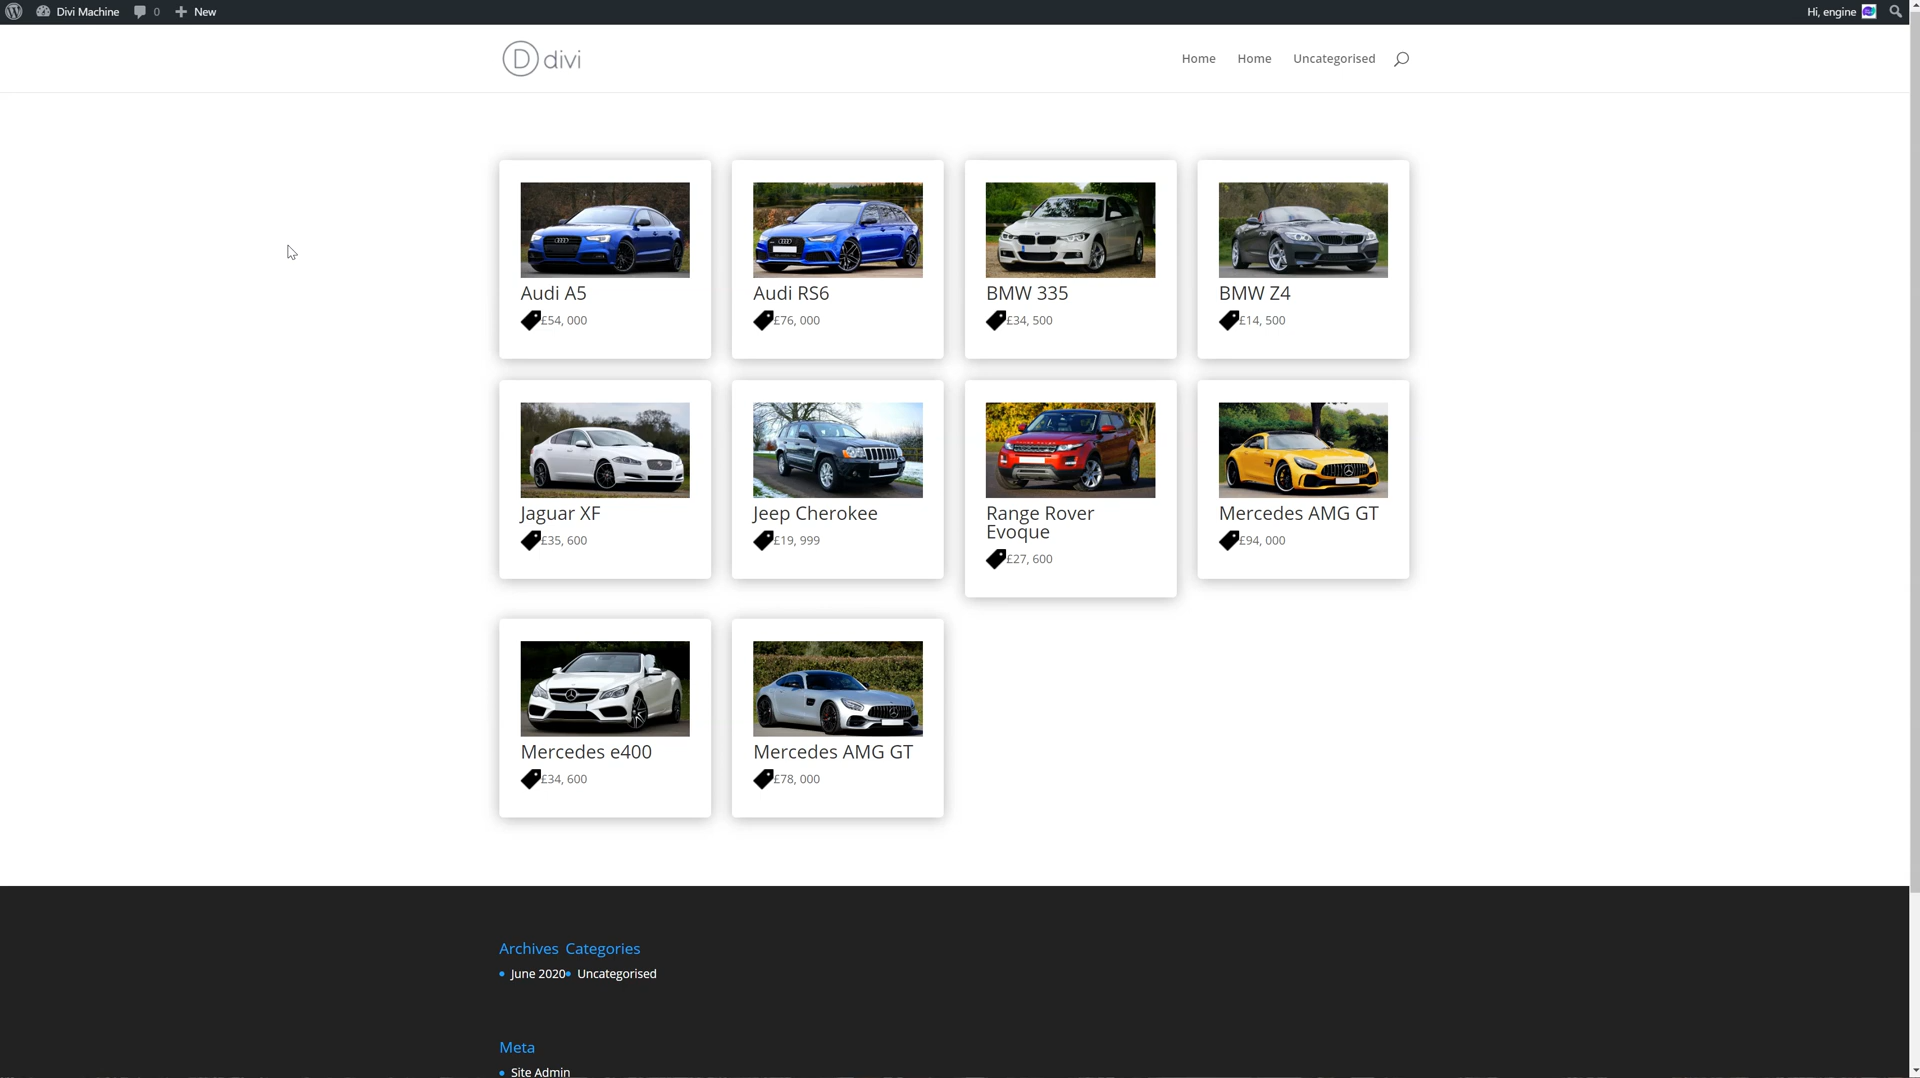 Divi Machine 0 New Hi, engine
D divi Home Home Uncategorised
Audi A5
£54, 000
Audi RS6
£76, 000
BMW 335
£34, 500
BMW Z4
£14, 500
Jaguar XF
£35, 600
Jeep Cherokee
£19, 999
Range Rover
Evoque
£27, 600
Mercedes AMG GT
£94, 000
Mercedes e400
£34, 600
Mercedes AMG GT
£78, 000
Archives Categories
June 2020 Uncategorised
Meta
Site Admin